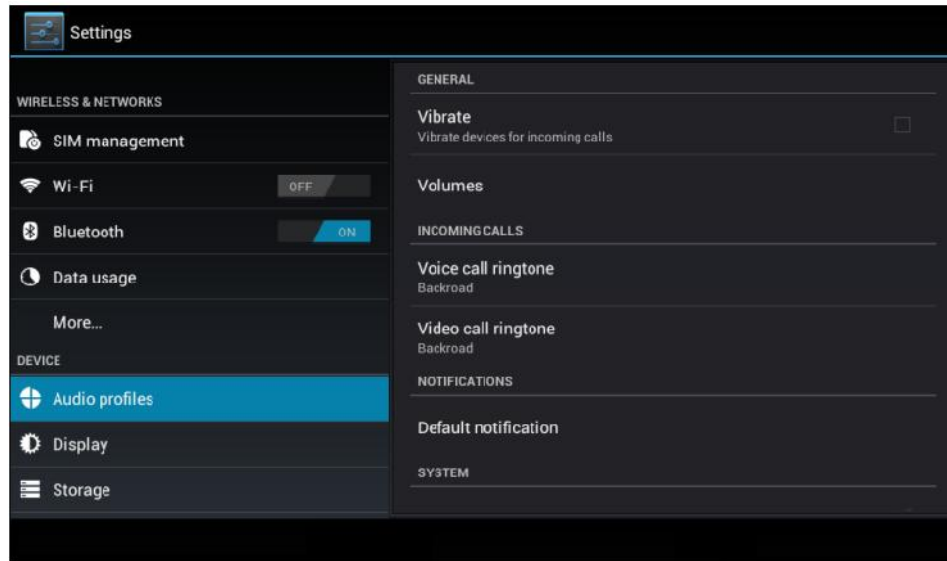 Settings
WIRELESS & NETWORKS
SIM management
Wi-Fi
OFF
Bluetooth
ON
Data usage
More...
DEVICE
Audio profiles
Display
Storage
GENERAL
Vibrate
Vibrate devices for incoming calls
Volumes
INCOMING CALLS
Voice call ringtone
Backroad
Video call ringtone
Backroad
NOTIFICATIONS
Default notification
SYSTEM